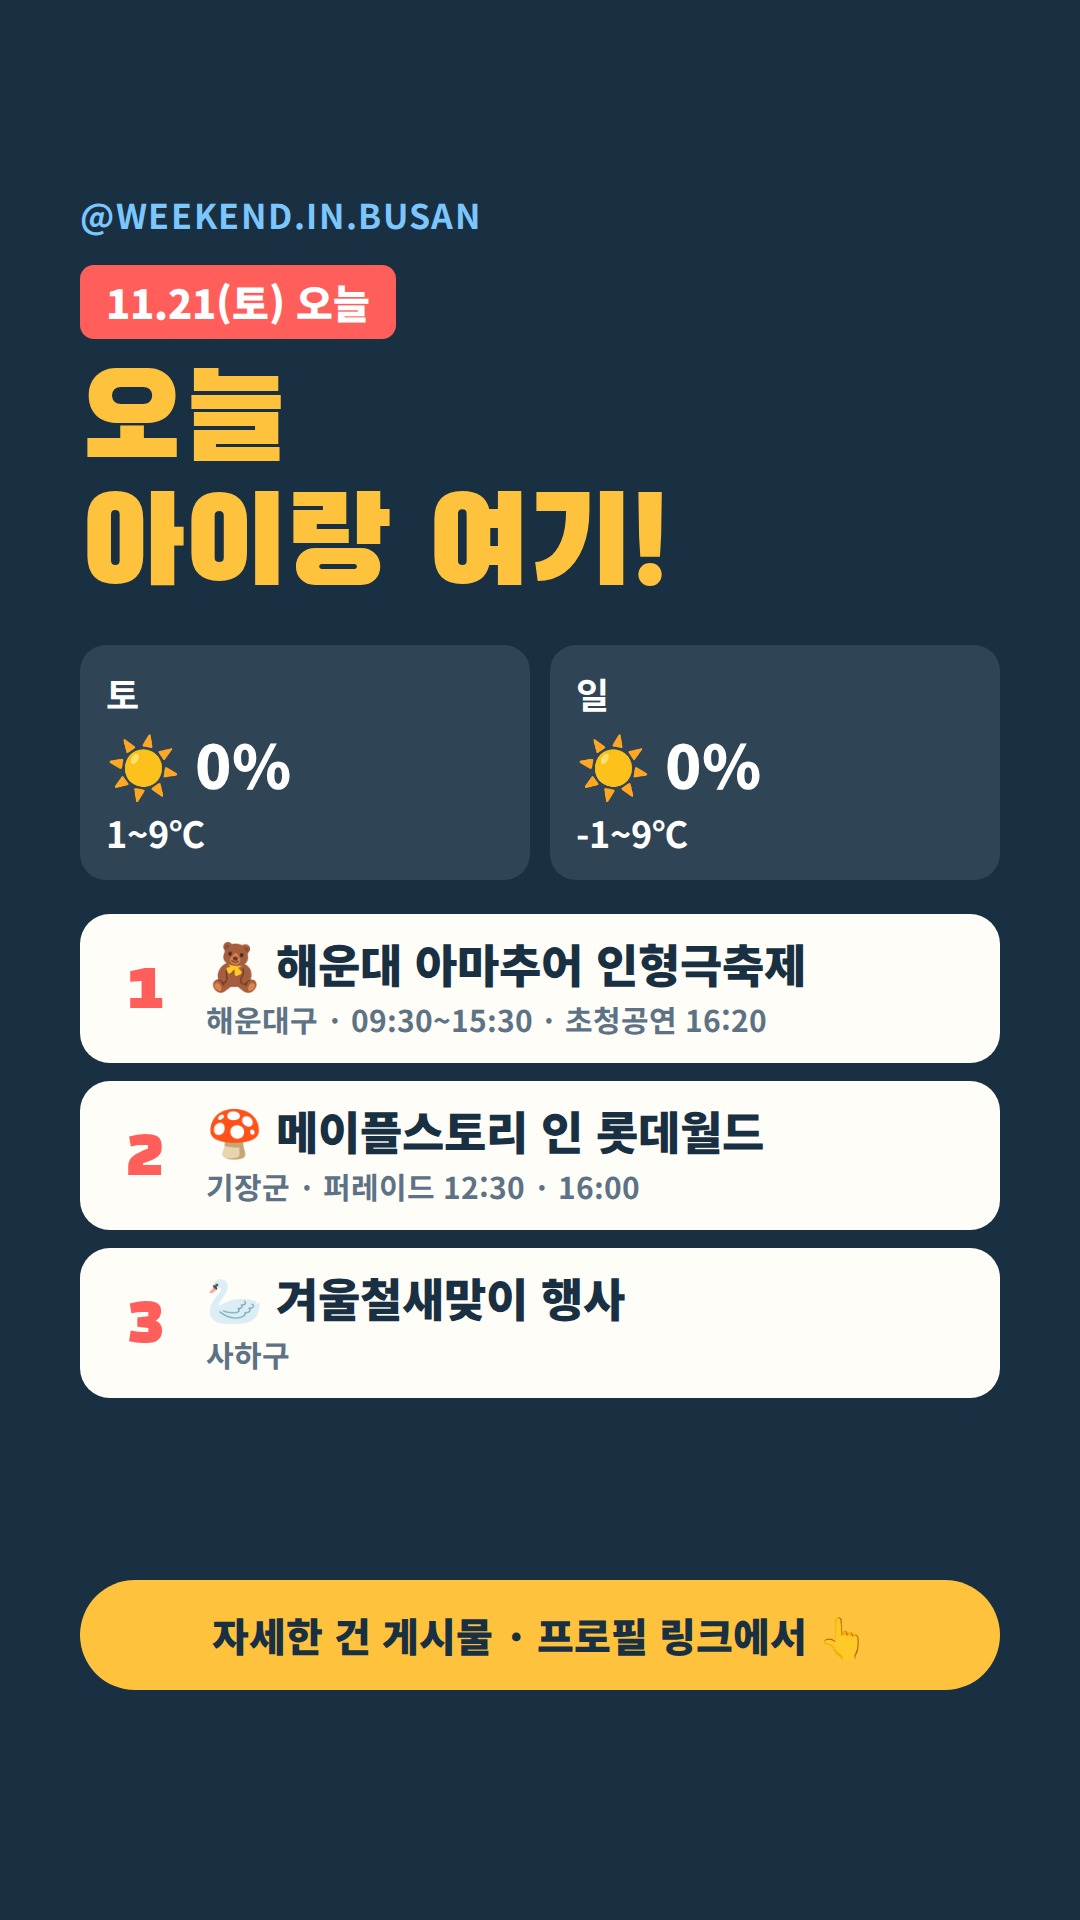 @WEEKEND.IN.BUSAN
11.21(토) 오늘
오늘
아이랑 여기!
토
☀️ 0%
1~9℃
일
☀️ 0%
-1~9℃
1
🧸 해운대 아마추어 인형극축제
해운대구 · 09:30~15:30 · 초청공연 16:20
2
🍄 메이플스토리 인 롯데월드
기장군 · 퍼레이드 12:30 · 16:00
3
🦢 겨울철새맞이 행사
사하구
자세한 건 게시물 · 프로필 링크에서 👆